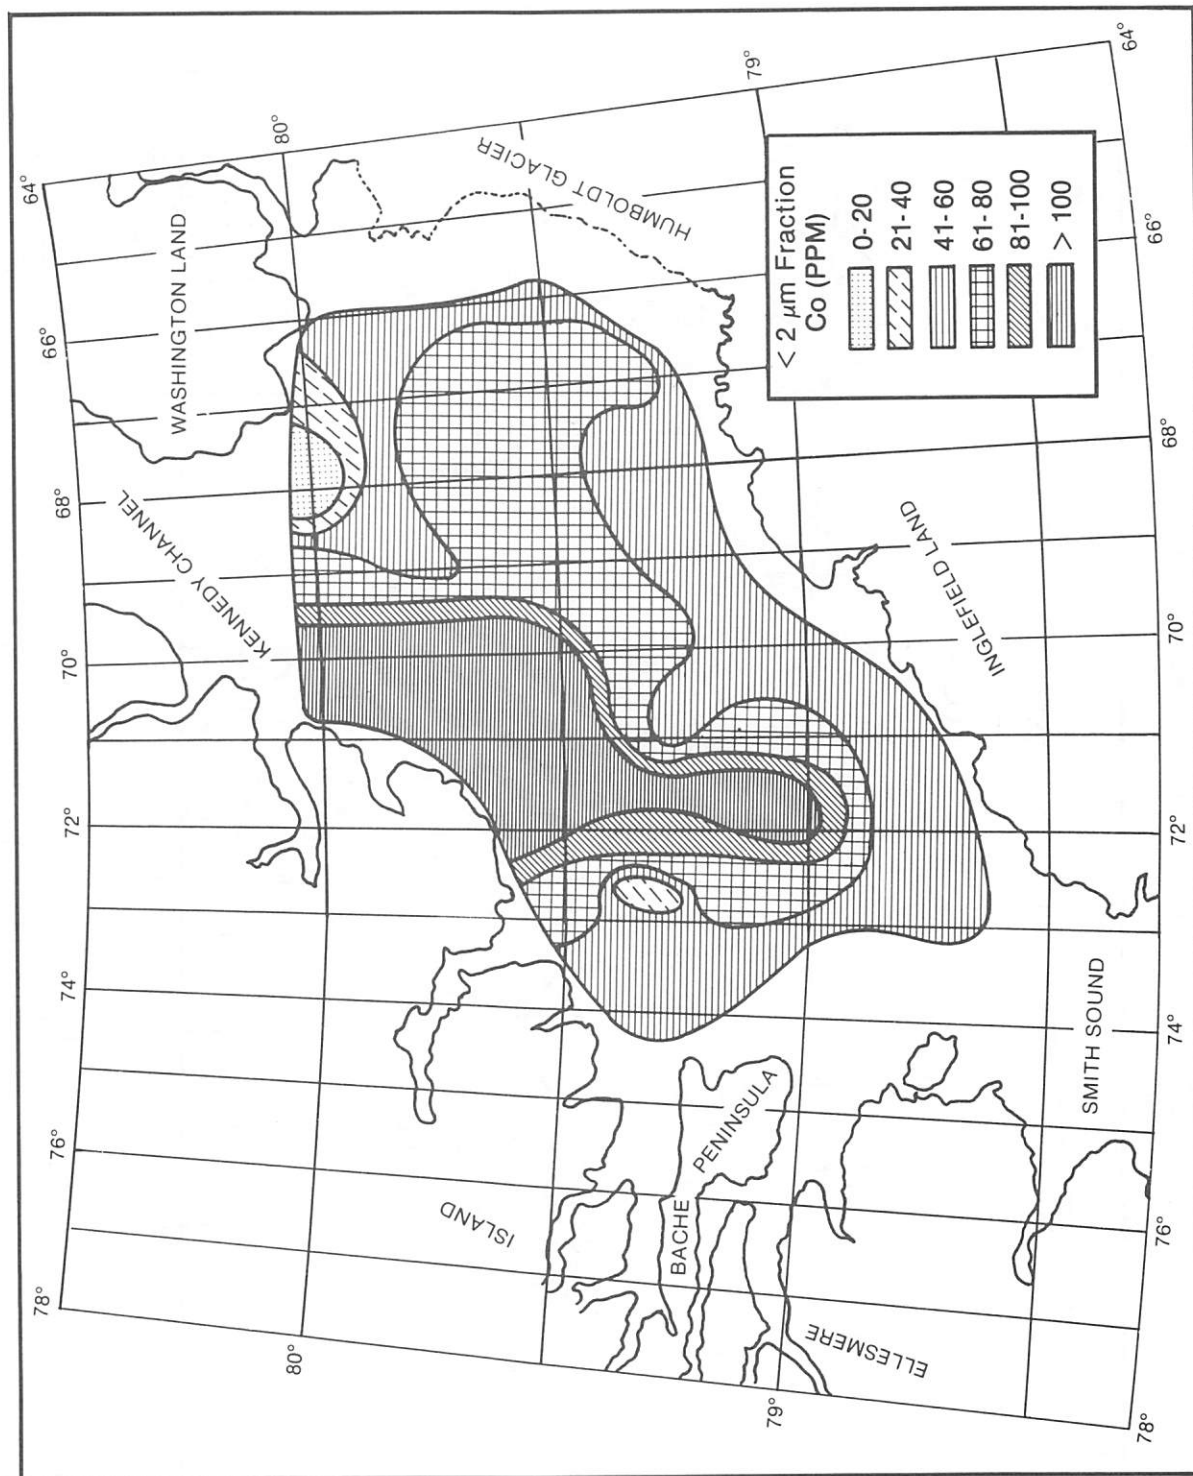 64°
66°
68°
70°
72°
74°
76°
78°
80°
79°
64°
66°
68°
70°
72°
74°
76°
78°
80°
79°
WASHINGTON LAND
KENNEDY CHANNEL
HUMBOLDT GLACIER
INGLEFIELD LAND
SMITH SOUND
BACHE PENINSULA
ELLESMERE ISLAND
< 2 µm Fraction
Co (PPM)
0-20
21-40
41-60
61-80
81-100
> 100